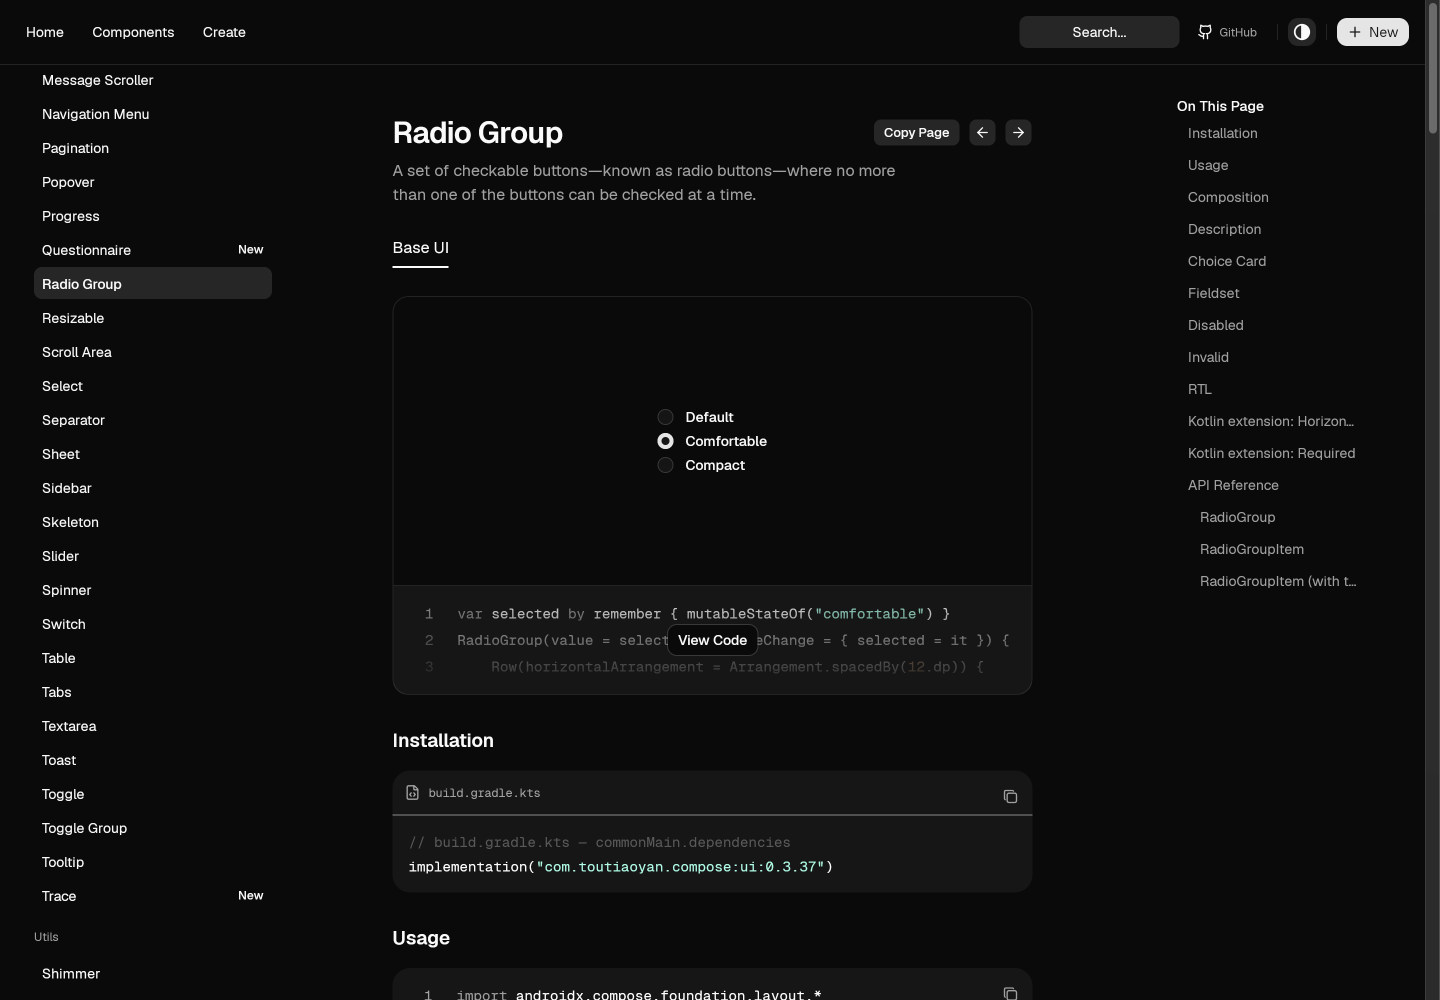 Home
Components
Create
Search...
GitHub
New
Message Scroller
Navigation Menu
Pagination
Popover
Progress
Questionnaire New
Radio Group
Resizable
Scroll Area
Select
Separator
Sheet
Sidebar
Skeleton
Slider
Spinner
Switch
Table
Tabs
Textarea
Toast
Toggle
Toggle Group
Tooltip
Trace New
Utils
Shimmer
Radio Group
Copy Page
A set of checkable buttons—known as radio buttons—where no more
than one of the buttons can be checked at a time.
Base UI
Default
Comfortable
Compact
1 var selected by remember { mutableStateOf("comfortable") }
2 RadioGroup(value = select eChange = { selected = it }) {
View Code
3 Row(horizontalArrangement = Arrangement.spacedBy(12.dp)) {
Installation
build.gradle.kts
// build.gradle.kts — commonMain.dependencies
implementation("com.toutiaoyan.compose:ui:0.3.37")
Usage
1 import androidx.compose.foundation.layout.*
On This Page
Installation
Usage
Composition
Description
Choice Card
Fieldset
Disabled
Invalid
RTL
Kotlin extension: Horizon...
Kotlin extension: Required
API Reference
RadioGroup
RadioGroupItem
RadioGroupItem (with t...